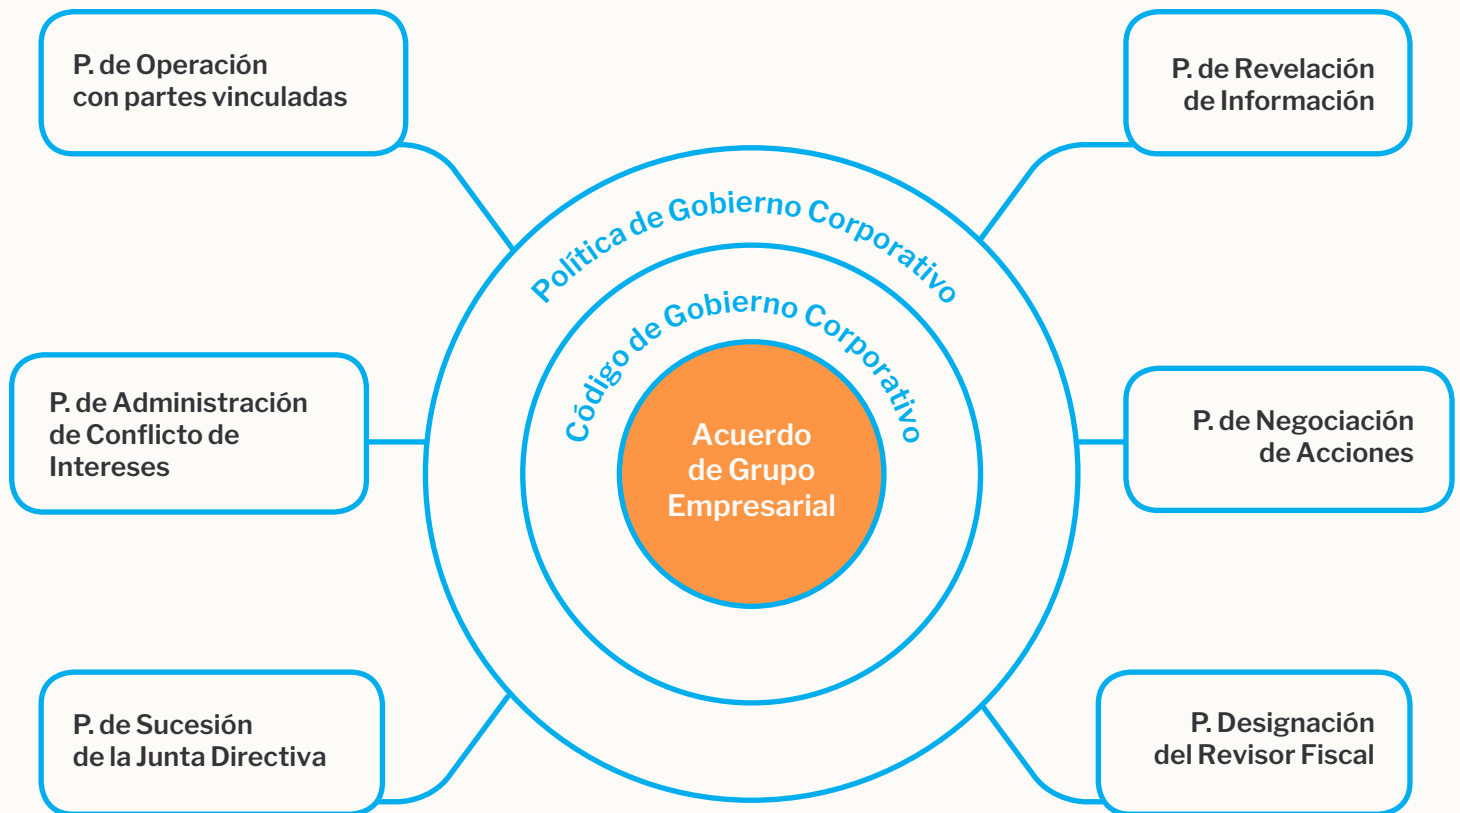 P. de Operación
con partes vinculadas
P. de Revelación
de Información
Política de Gobierno Corporativo
Código de Gobierno Corporativo
Acuerdo
de Grupo
Empresarial
P. de Administración
de Conflicto de
Intereses
P. de Negociación
de Acciones
P. de Sucesión
de la Junta Directiva
P. Designación
del Revisor Fiscal